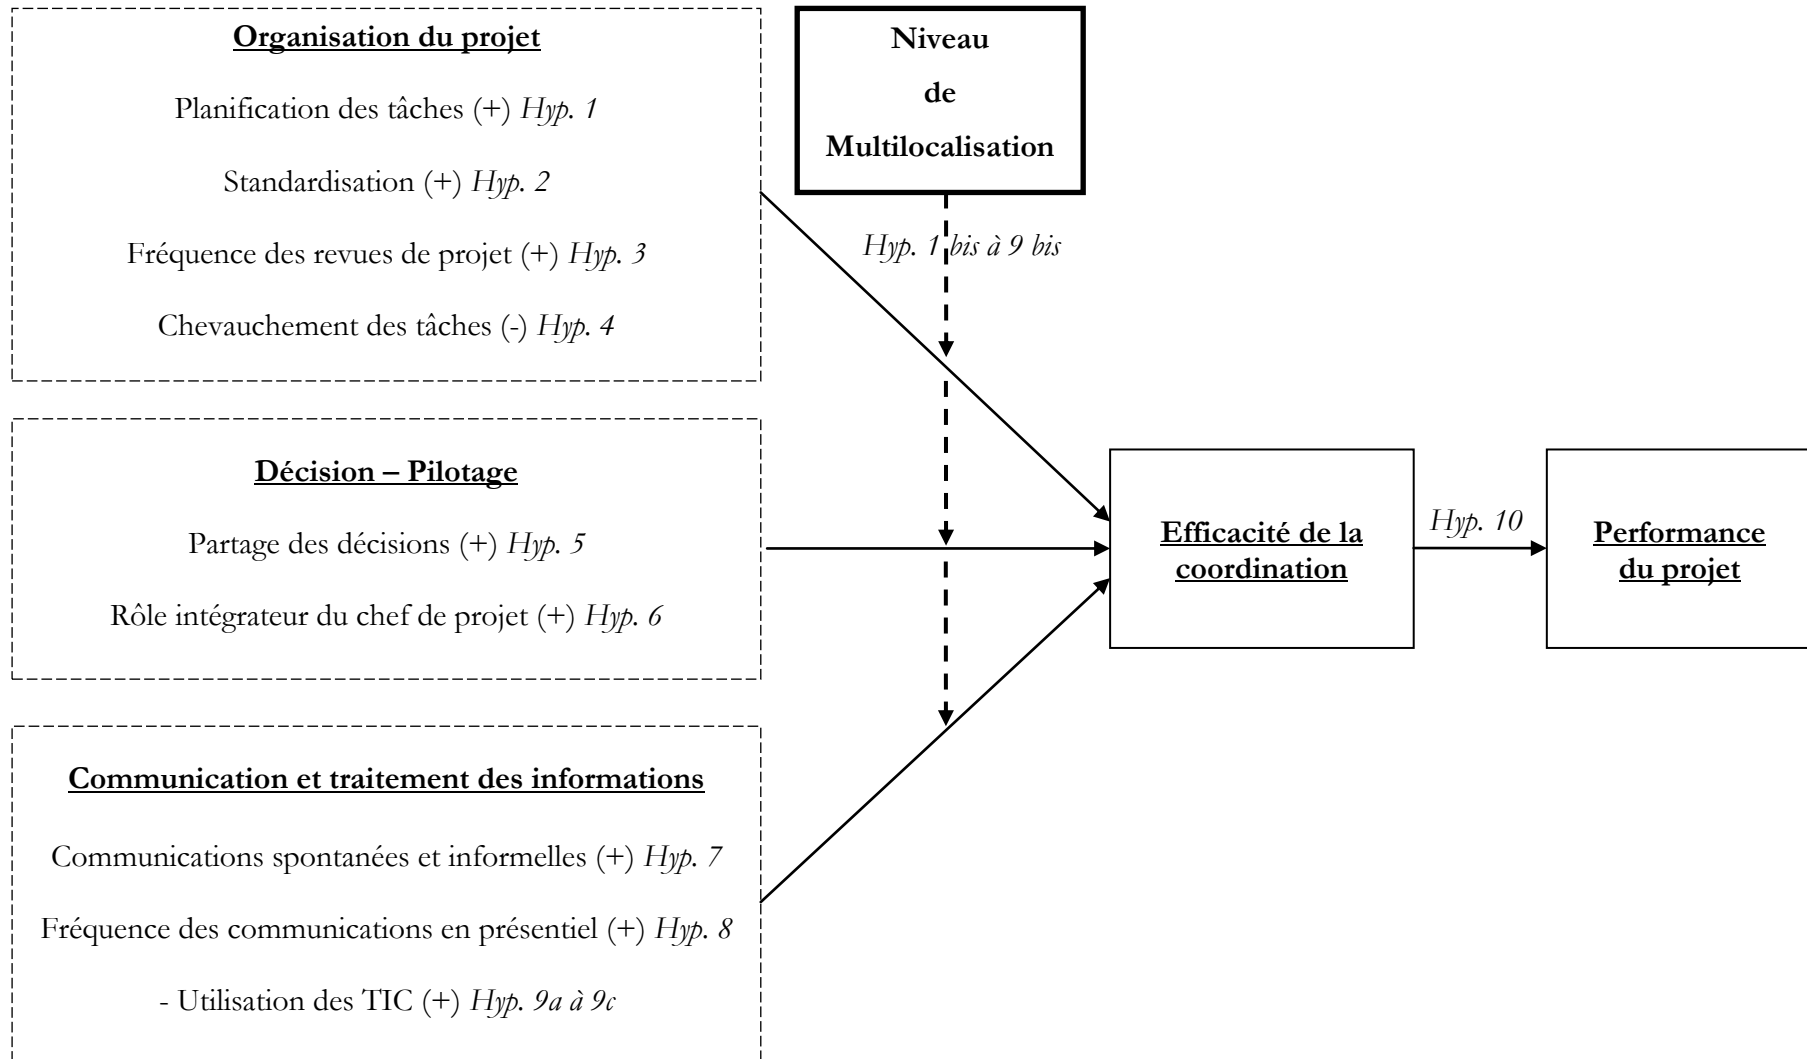 Organisation du projet
Planification des tâches (+) Hyp. 1
Standardisation (+) Hyp. 2
Fréquence des revues de projet (+) Hyp. 3
Chevauchement des tâches (-) Hyp. 4
Niveau
de
Multilocalisation
Hyp. 1 bis à 9 bis
Décision – Pilotage
Partage des décisions (+) Hyp. 5
Rôle intégrateur du chef de projet (+) Hyp. 6
Communication et traitement des informations
Communications spontanées et informelles (+) Hyp. 7
Fréquence des communications en présentiel (+) Hyp. 8
- Utilisation des TIC (+) Hyp. 9a à 9c
Efficacité de la
coordination
Hyp. 10
Performance
du projet